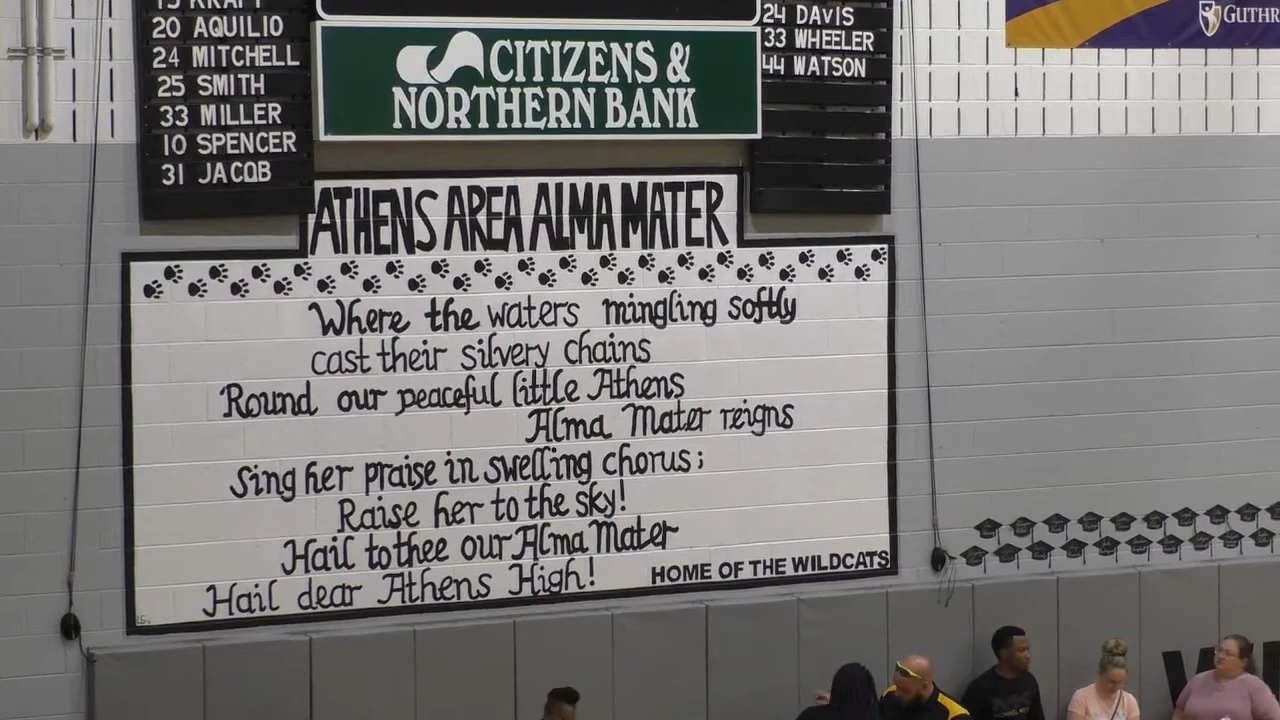 20 AQUILIO
24 MITCHELL
25 SMITH
33 MILLER
10 SPENCER
31 JACOB
CITIZENS &
NORTHERN BANK
24 DAVIS
33 WHEELER
44 WATSON
GUTHR
ATHENS AREA ALMA MATER
Where the waters mingling softly
cast their silvery chains
Round our peaceful little Athens
Alma Mater reigns
Sing her praise in swelling chorus;
Raise her to the sky!
Hail to thee our Alma Mater
Hail dear Athens High!
HOME OF THE WILDCATS